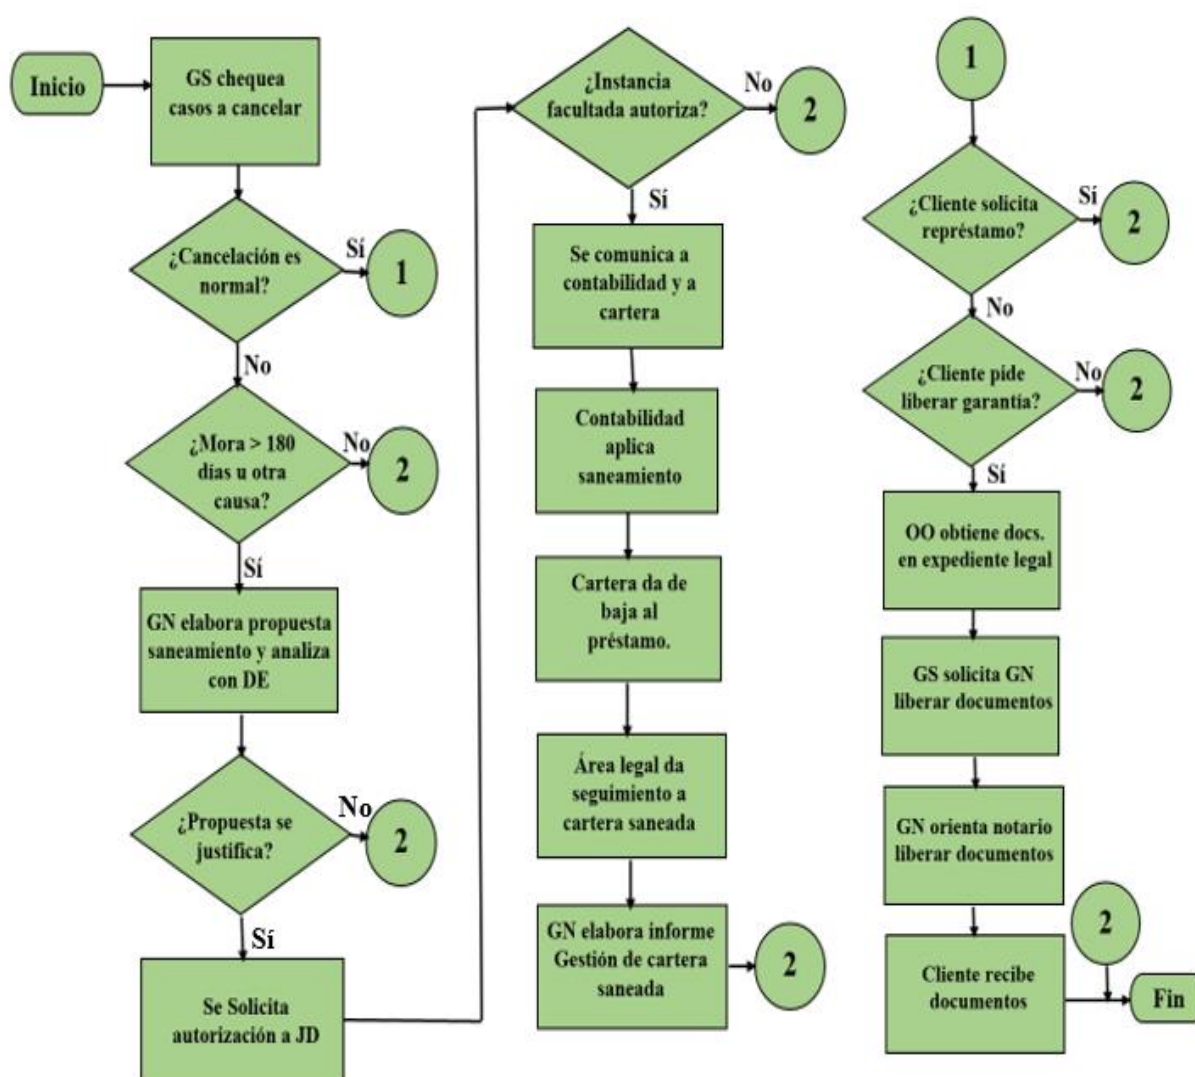 Inicio
GS chequea
casos a cancelar
¿Cancelación es
normal?
Sí
1
No
¿Mora > 180
días u otra
causa?
No
2
Sí
GN elabora propuesta
saneamiento y analiza
con DE
¿Propuesta se
justifica?
No
2
Sí
Se Solicita
autorización a JD
¿Instancia
facultada autoriza?
No
2
Sí
Se comunica a
contabilidad y a
cartera
Contabilidad
aplica
saneamiento
Cartera da de
baja al
préstamo.
Área legal da
seguimiento a
cartera saneada
GN elabora informe
Gestión de cartera
saneada
2
1
¿Cliente solicita
représtamo?
Sí
2
No
¿Cliente pide
liberar garantía?
No
2
Sí
OO obtiene docs.
en expediente legal
GS solicita GN
liberar documentos
GN orienta notario
liberar documentos
2
Cliente recibe
documentos
Fin